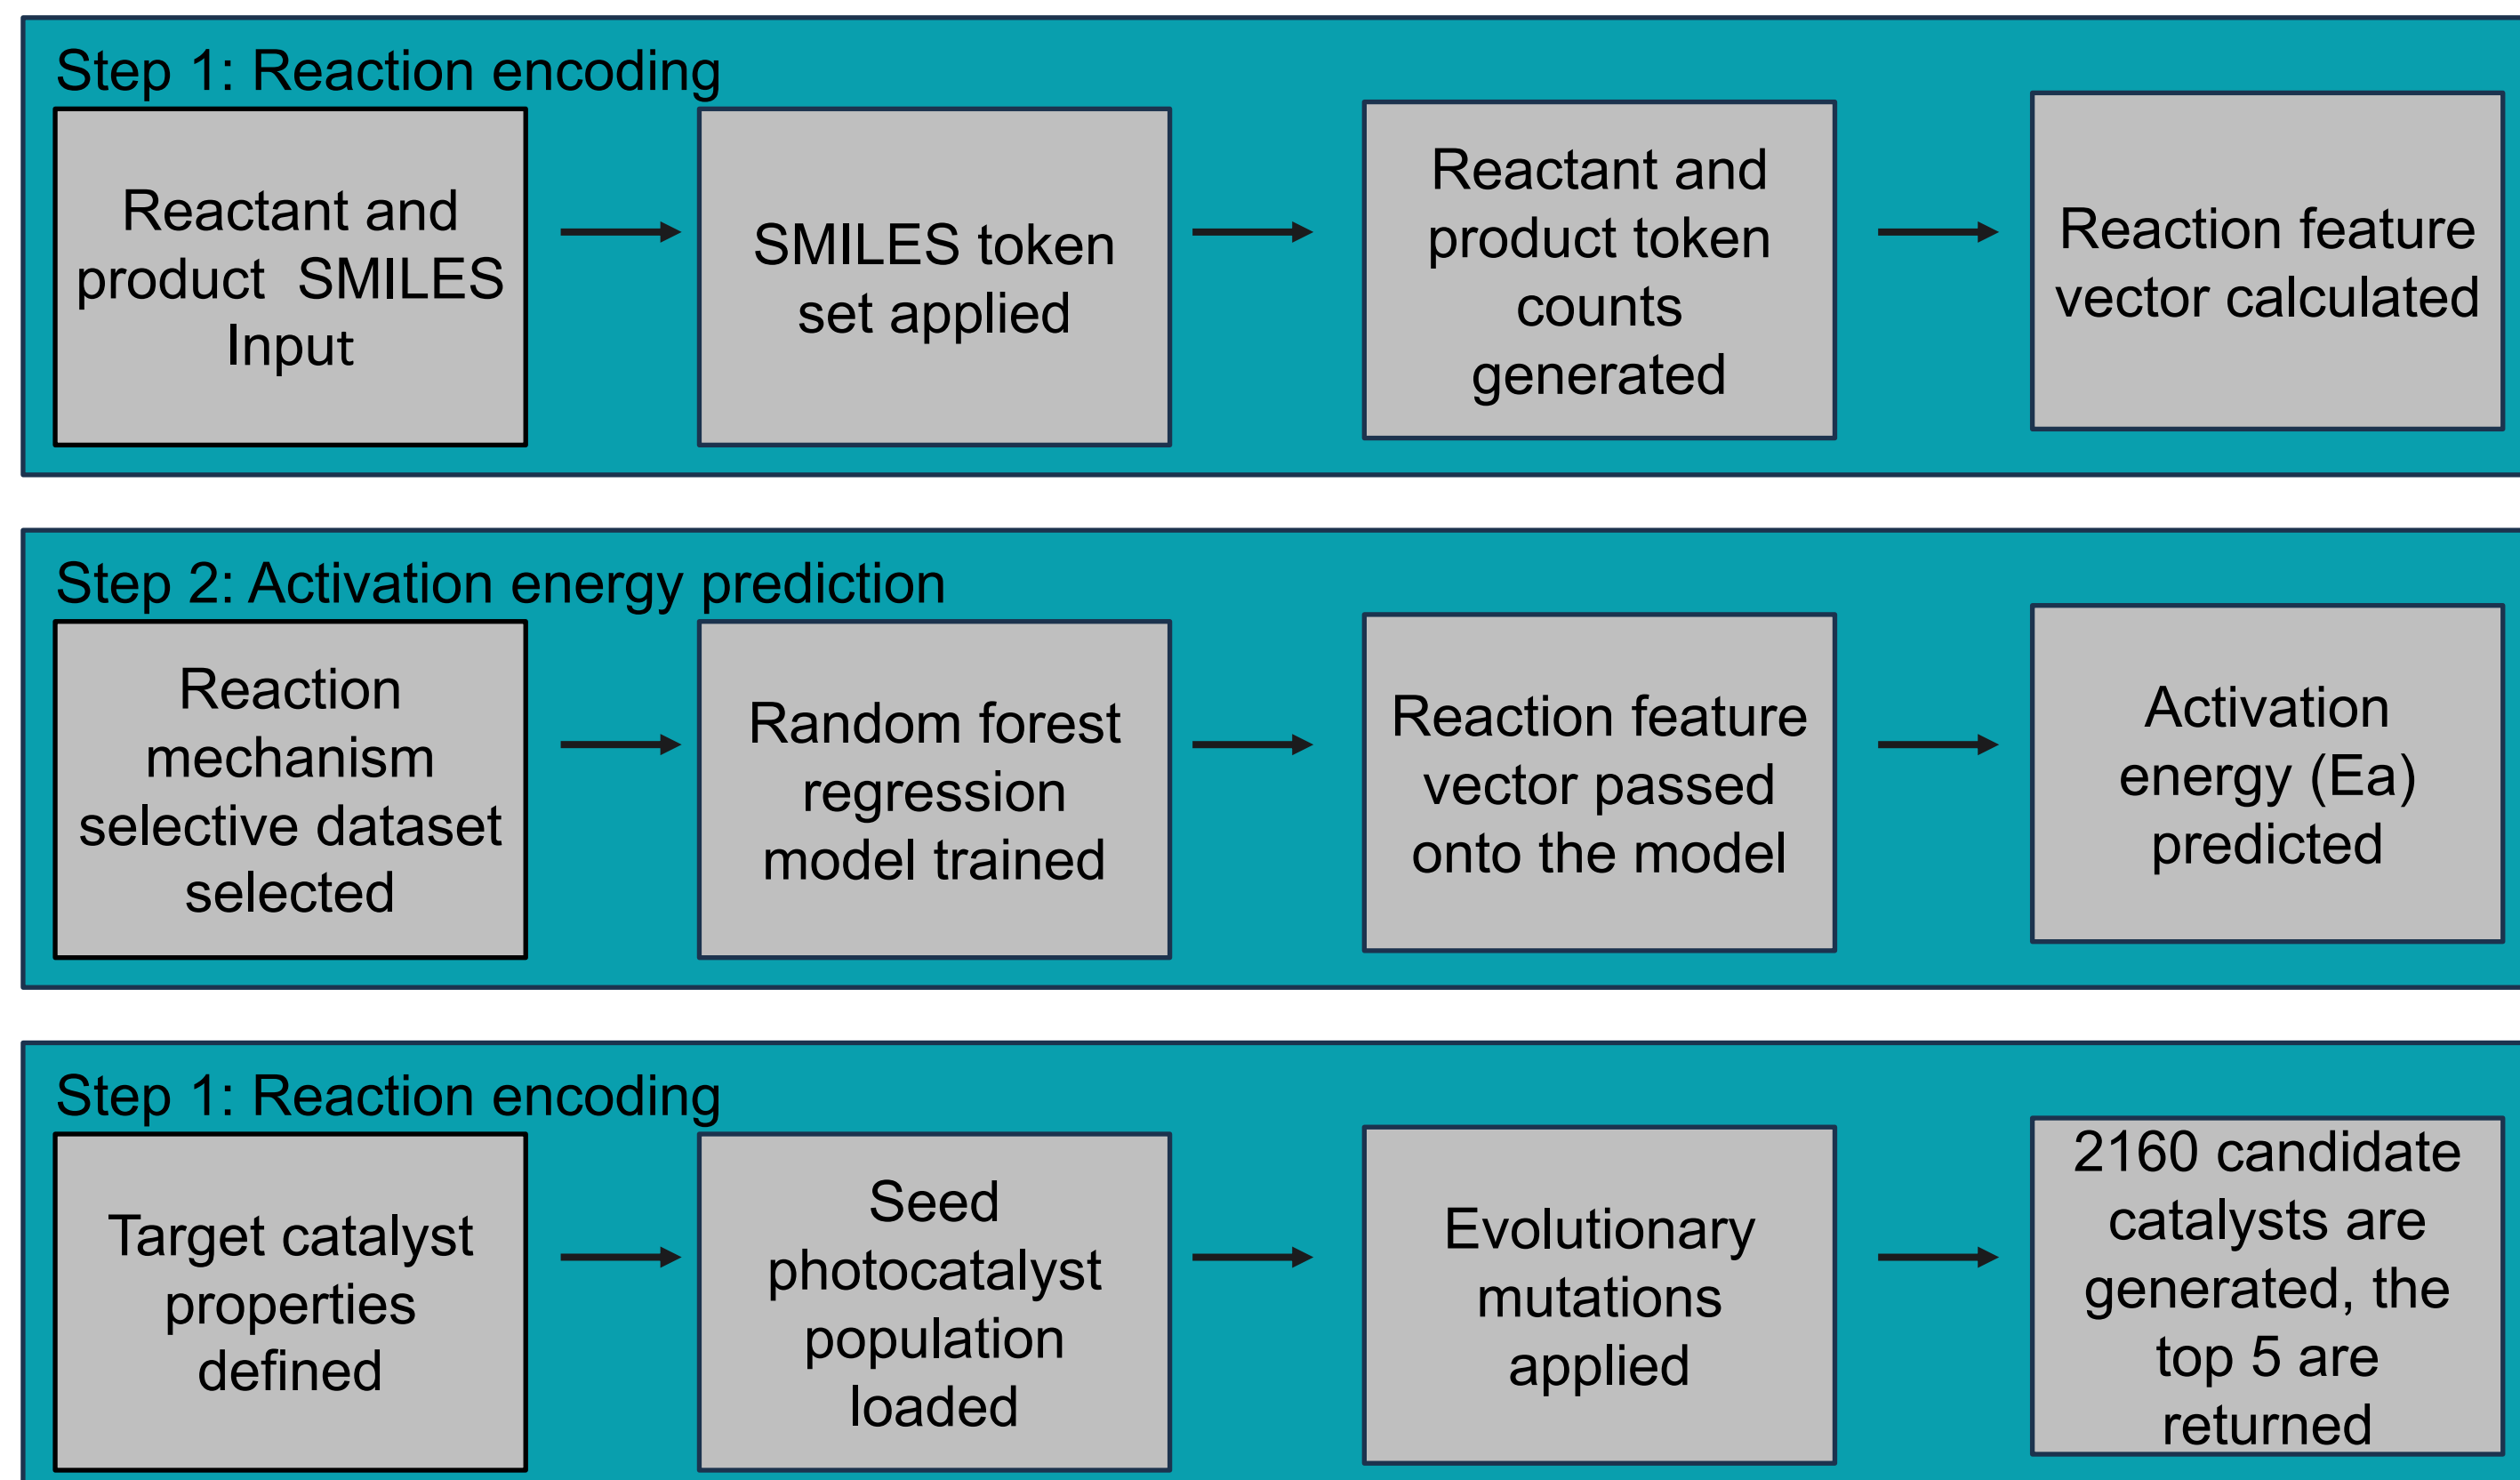 Step 1: Reaction encoding
Reactant and
product  SMILES
Input
SMILES token
set applied
Reactant and
product token
counts
generated
Reaction feature
vector calculated
Step 2: Activation energy prediction
Reaction
mechanism
selective dataset
selected
Random forest
regression
model trained
Reaction feature
vector passed
onto the model
Activation
energy (Ea)
predicted
Step 1: Reaction encoding
Target catalyst
properties
defined
Seed
photocatalyst
population
loaded
Evolutionary
mutations
applied
2160 candidate
catalysts are
generated, the
top 5 are
returned